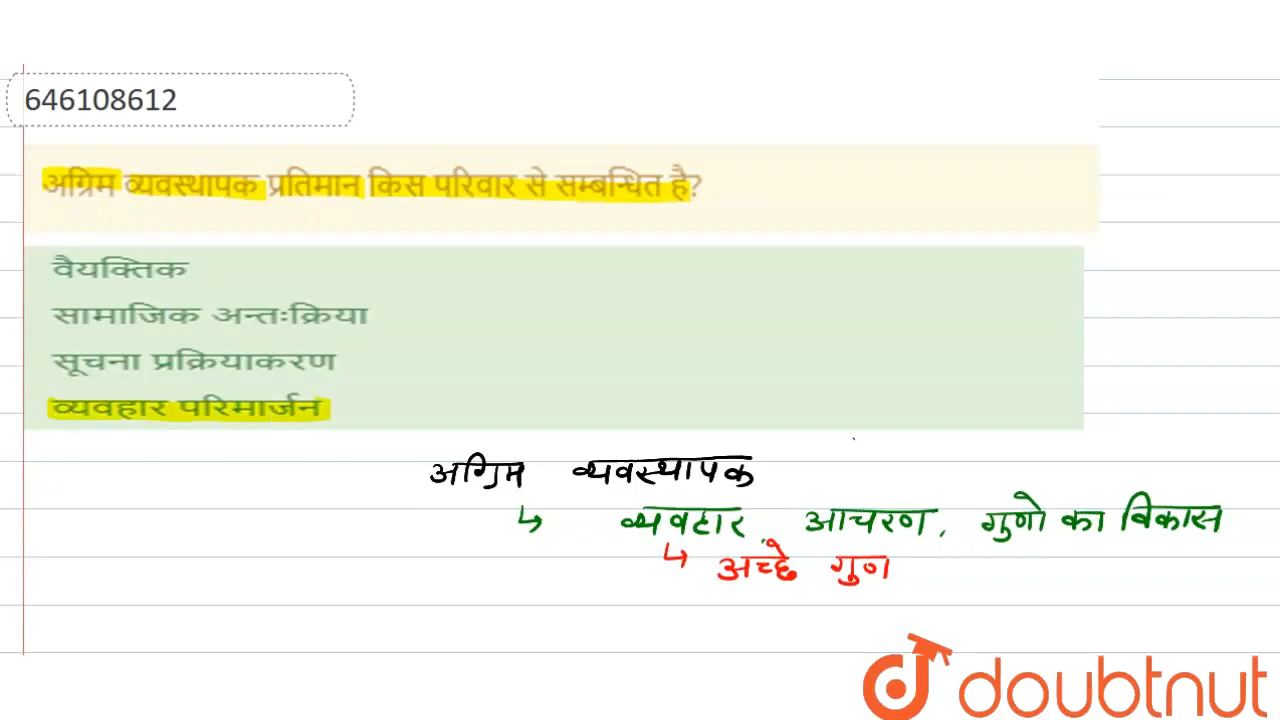 646108612
अग्रिम व्यवस्थापक प्रतिमान किस परिवार से सम्बन्धित है?
वैयक्तिक
सामाजिक अन्तःक्रिया
सूचना प्रक्रियाकरण
व्यवहार परिमार्जन
अग्रिम व्यवस्थापक
↳ व्यवहार, आचरण, गुणो का विकास
↳ अच्छे गुण
doubtnut